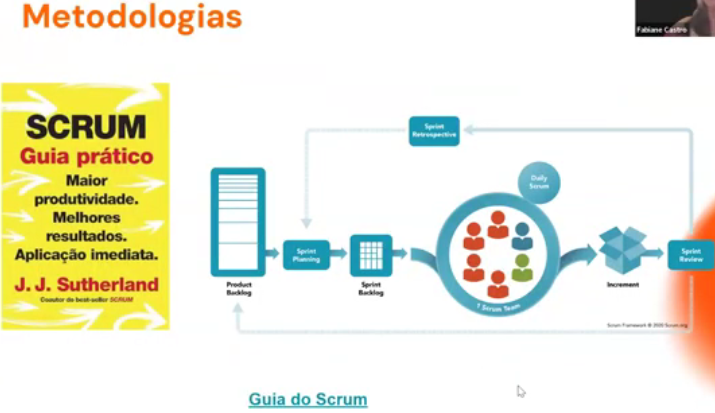 Metodologias
Fabiane Castro
SCRUM
Guia prático
Maior
produtividade.
Melhores
resultados.
Aplicação imediata.
J. J. Sutherland
Coautor do best-seller SCRUM
Sprint
Retrospective
Daily
Scrum
Sprint
Planning
Sprint
Review
Product
Backlog
Sprint
Backlog
1 Scrum Team
Increment
Scrum Framework © 2020 Scrum.org
Guia do Scrum